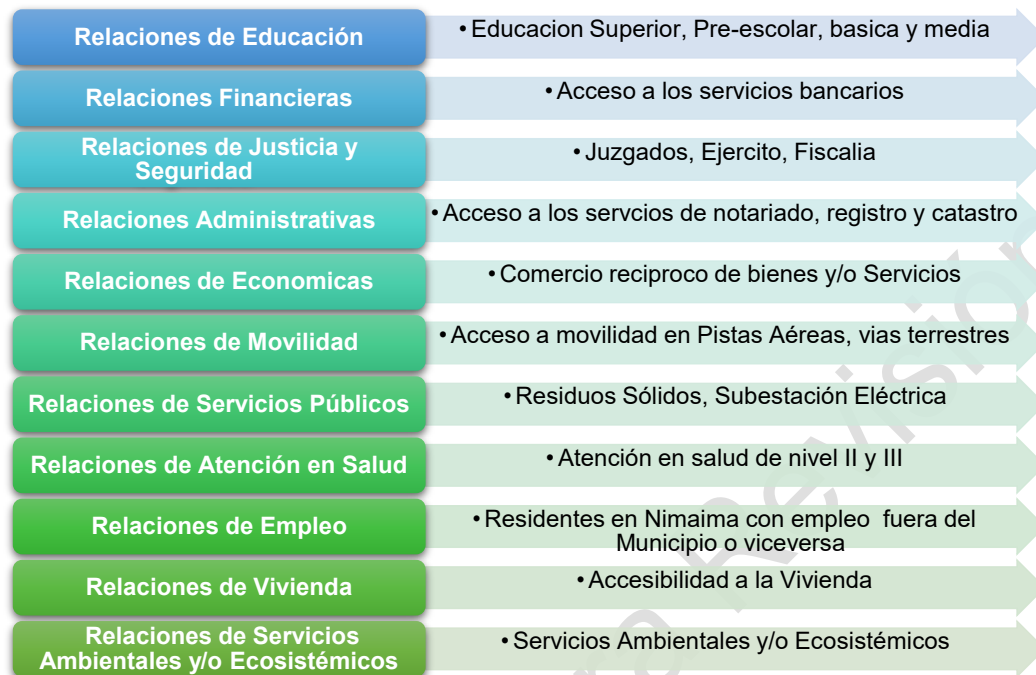 Relaciones de Educación
• Educacion Superior, Pre-escolar, basica y media
Relaciones Financieras
• Acceso a los servicios bancarios
Relaciones de Justicia y
Seguridad
• Juzgados, Ejercito, Fiscalia
Relaciones Administrativas
• Acceso a los servcios de notariado, registro y catastro
Relaciones de Economicas
• Comercio reciproco de bienes y/o Servicios
Relaciones de Movilidad
• Acceso a movilidad en Pistas Aéreas, vias terrestres
Relaciones de Servicios Públicos
• Residuos Sólidos, Subestación Eléctrica
Relaciones de Atención en Salud
• Atención en salud de nivel II y III
Relaciones de Empleo
• Residentes en Nimaima con empleo fuera del
Municipio o viceversa
Relaciones de Vivienda
• Accesibilidad a la Vivienda
Relaciones de Servicios
Ambientales y/o Ecosistémicos
• Servicios Ambientales y/o Ecosistémicos
Revisión